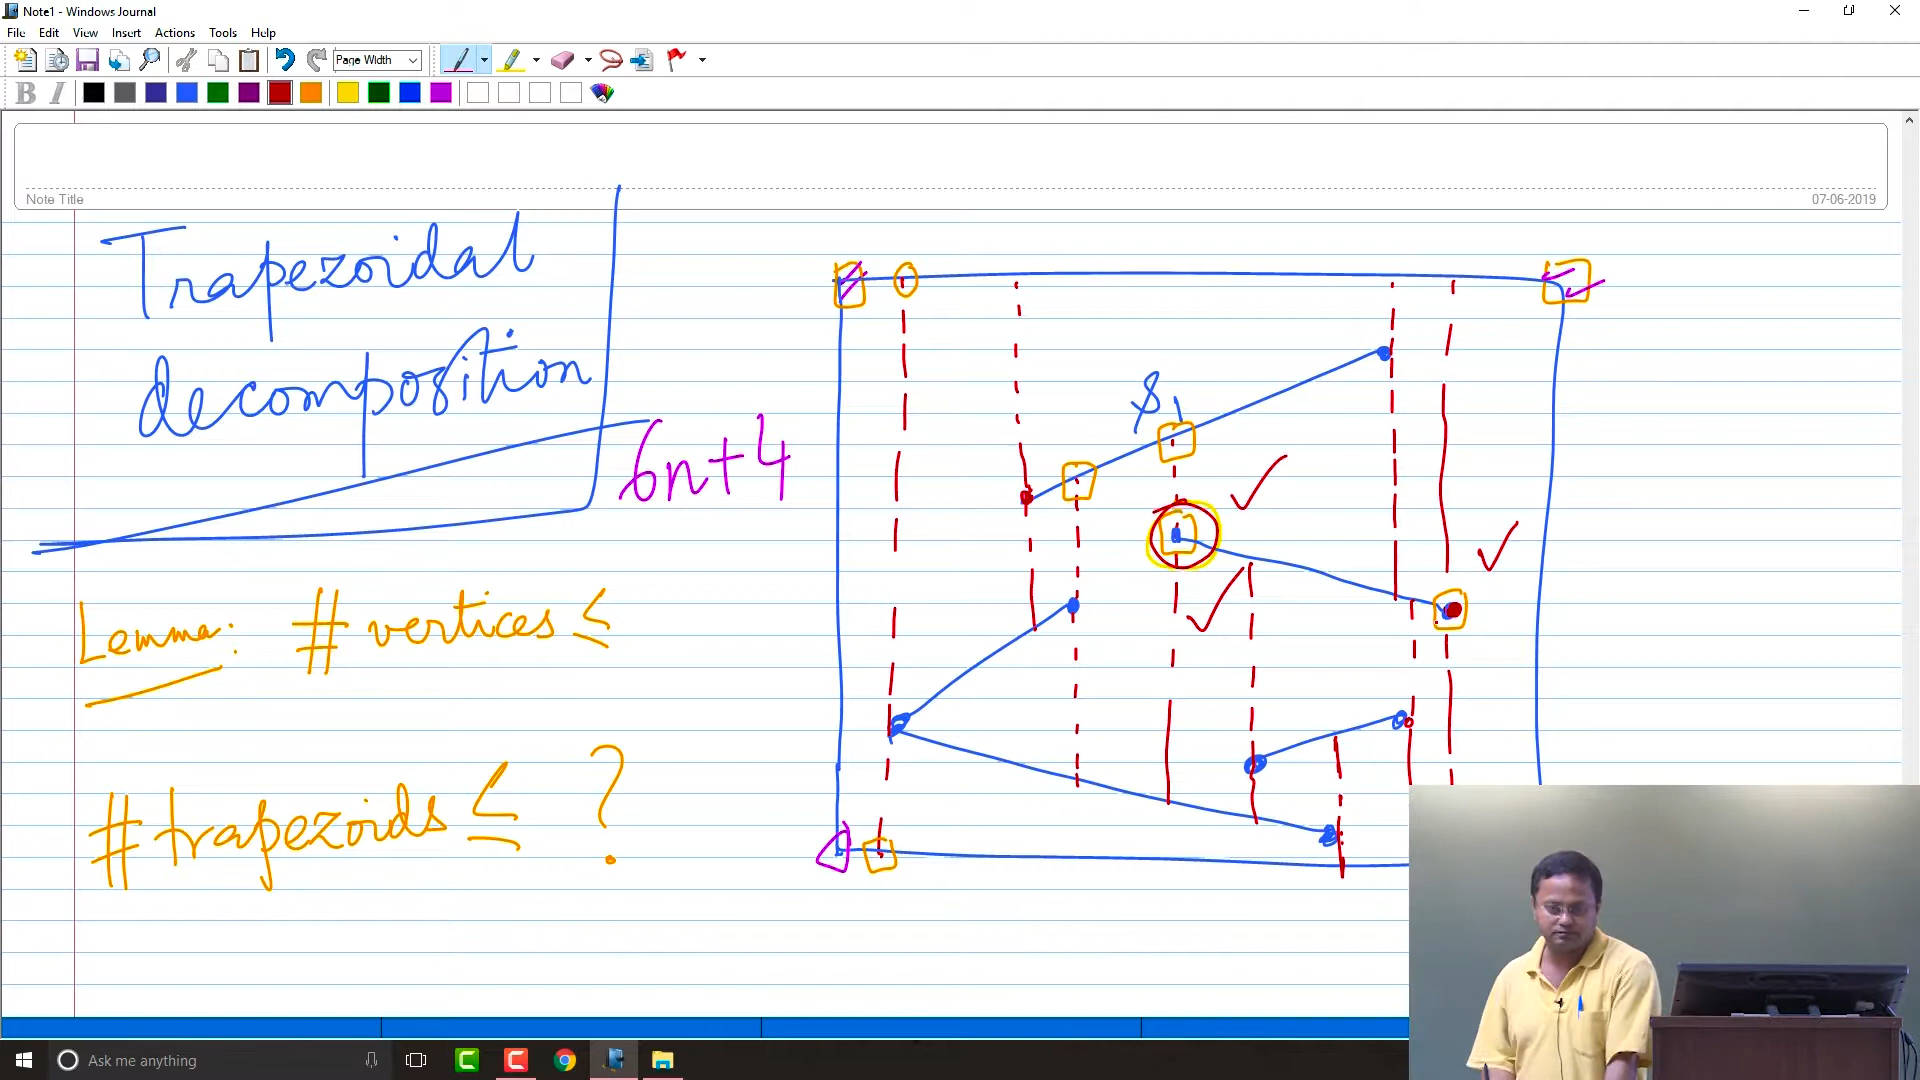 Note1 - Windows Journal
File Edit View Insert Actions Tools Help
Page Width
B I
Note Title
07-06-2019
Trapezoidal
decomposition
6n+4
s1
Lemma: # vertices ≤
# trapezoids ≤ ?
Ask me anything